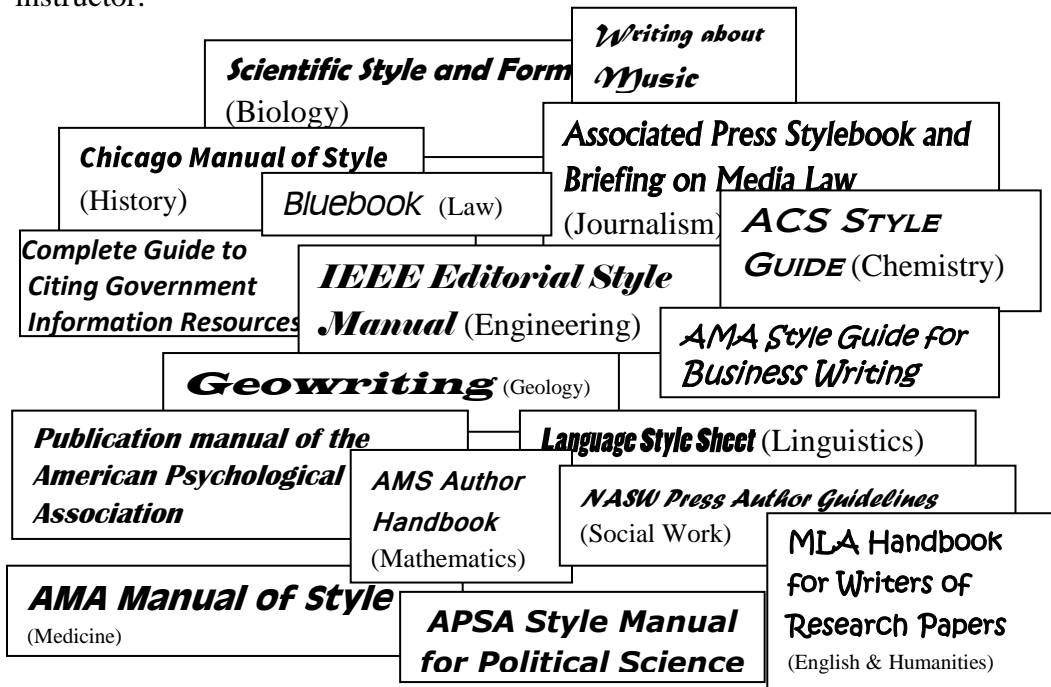 instructor.
Writing about
Music
Scientific Style and Form
(Biology)
Associated Press Stylebook and
Briefing on Media Law
(Journalism)
Chicago Manual of Style
(History)
Bluebook (Law)
ACS STYLE
GUIDE (Chemistry)
Complete Guide to
Citing Government
Information Resources
IEEE Editorial Style
Manual (Engineering)
AMA Style Guide for
Business Writing
Geowriting (Geology)
Publication manual of the
American Psychological
Association
Language Style Sheet (Linguistics)
AMS Author
Handbook
(Mathematics)
NASW Press Author Guidelines
(Social Work)
MLA Handbook
for Writers of
Research Papers
(English & Humanities)
AMA Manual of Style
(Medicine)
APSA Style Manual
for Political Science